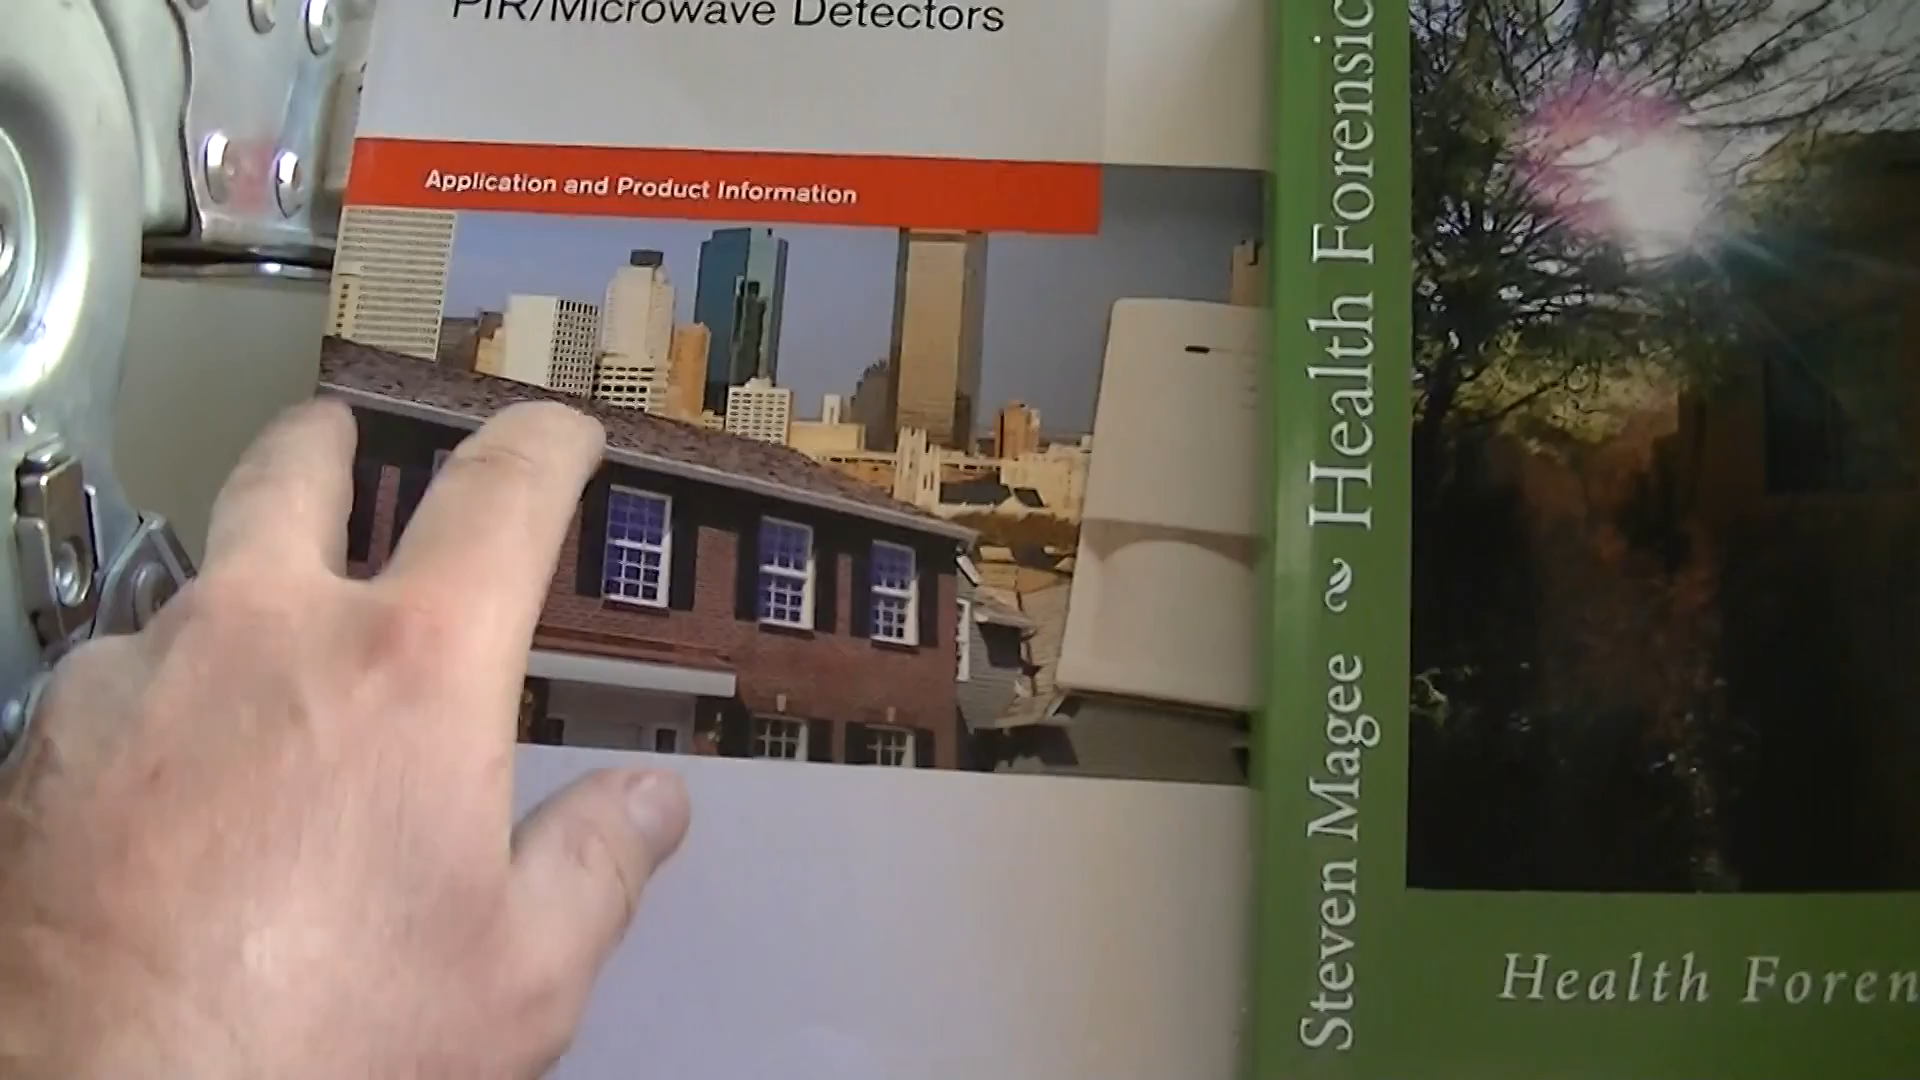 PIR/Microwave Detectors
Application and Product Information
Steven Magee ~ Health Forensic
Health Foren